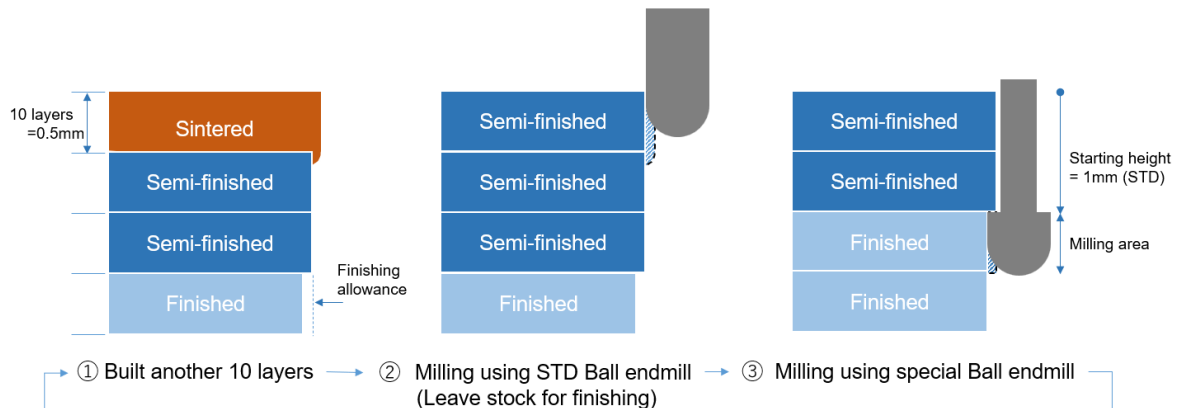 10 layers
=0.5mm
Sintered
Semi-finished
Semi-finished
Finished
Finishing
allowance
Semi-finished
Semi-finished
Semi-finished
Finished
Semi-finished
Semi-finished
Finished
Finished
Starting height
= 1mm (STD)
Milling area
① Built another 10 layers
② Milling using STD Ball endmill
(Leave stock for finishing)
③ Milling using special Ball endmill